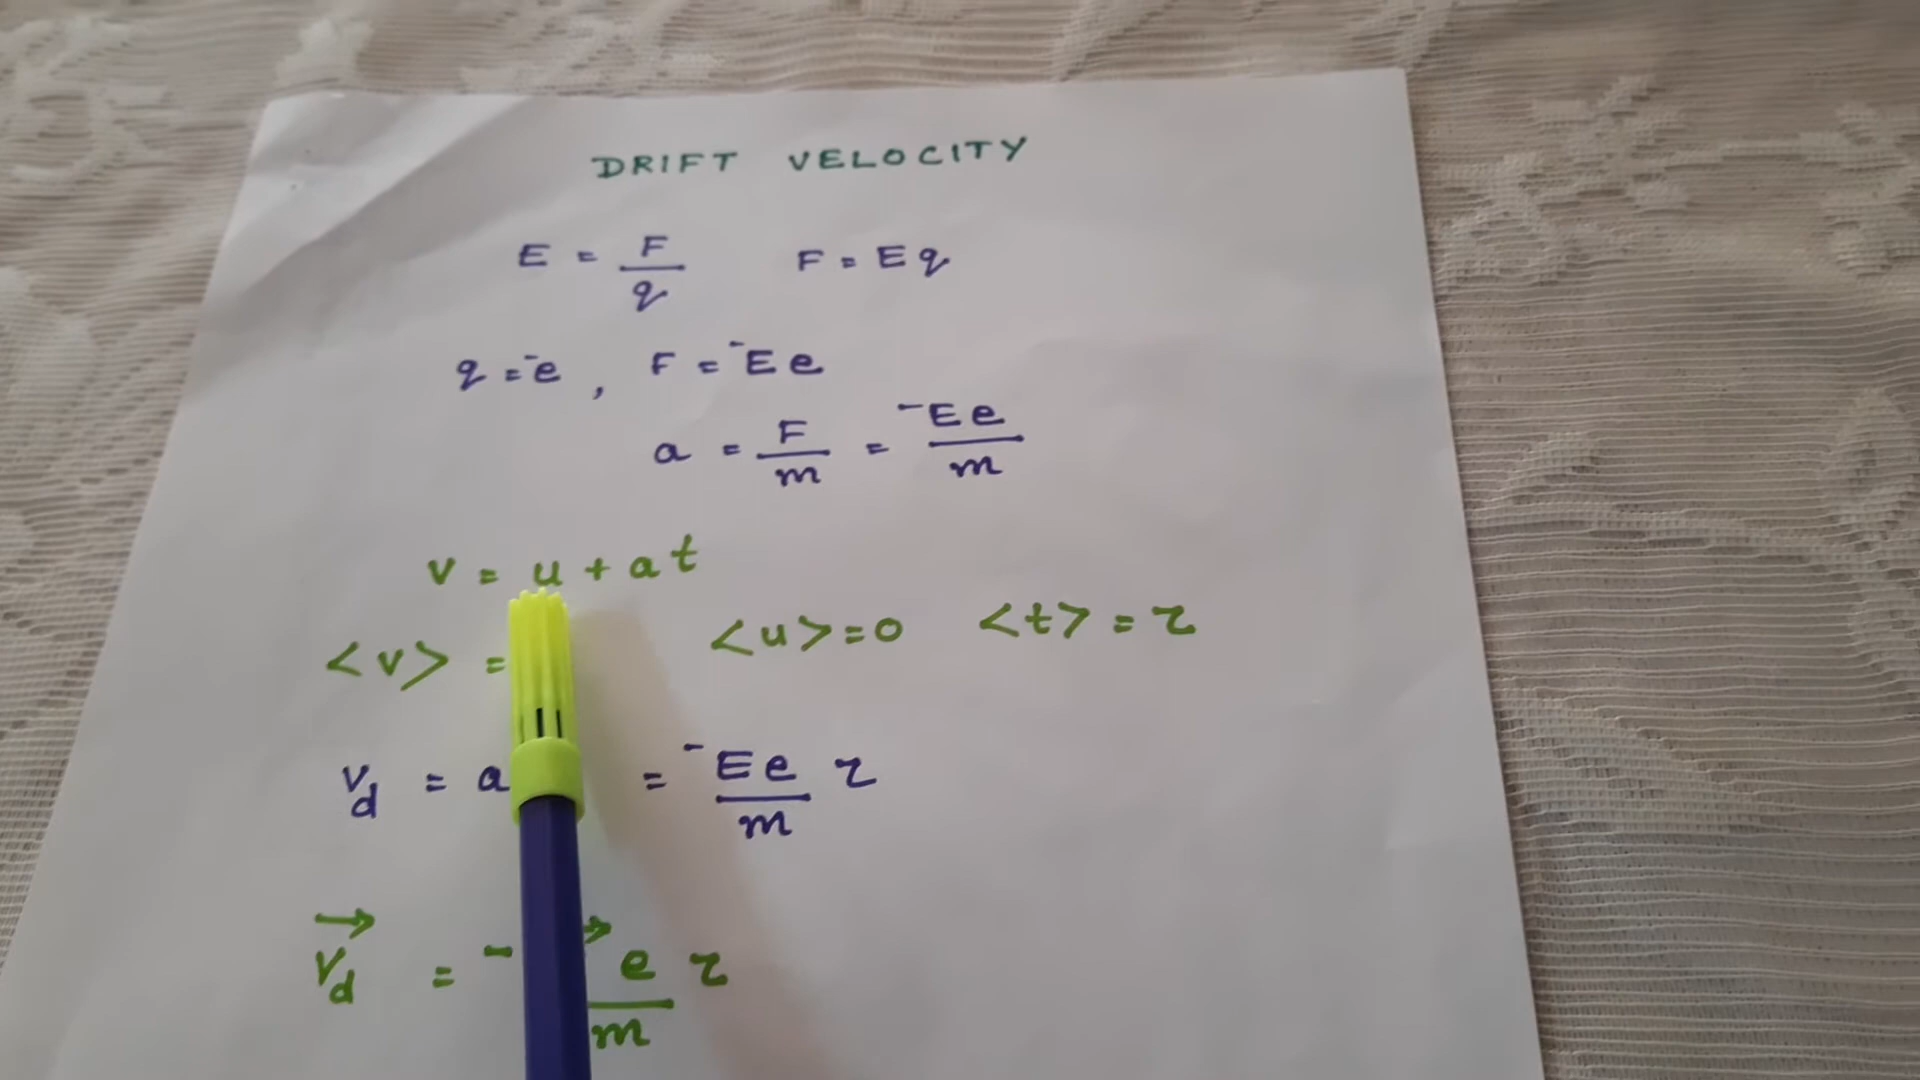 DRIFT VELOCITY
E = F/q F = Eq
q = -e, F = -Ee
a = F/m = -Ee/m
v = u + at
<v> = <u> = 0 <t> = τ
v_d = a = -Ee/m τ
v⃗_d = - e/m τ